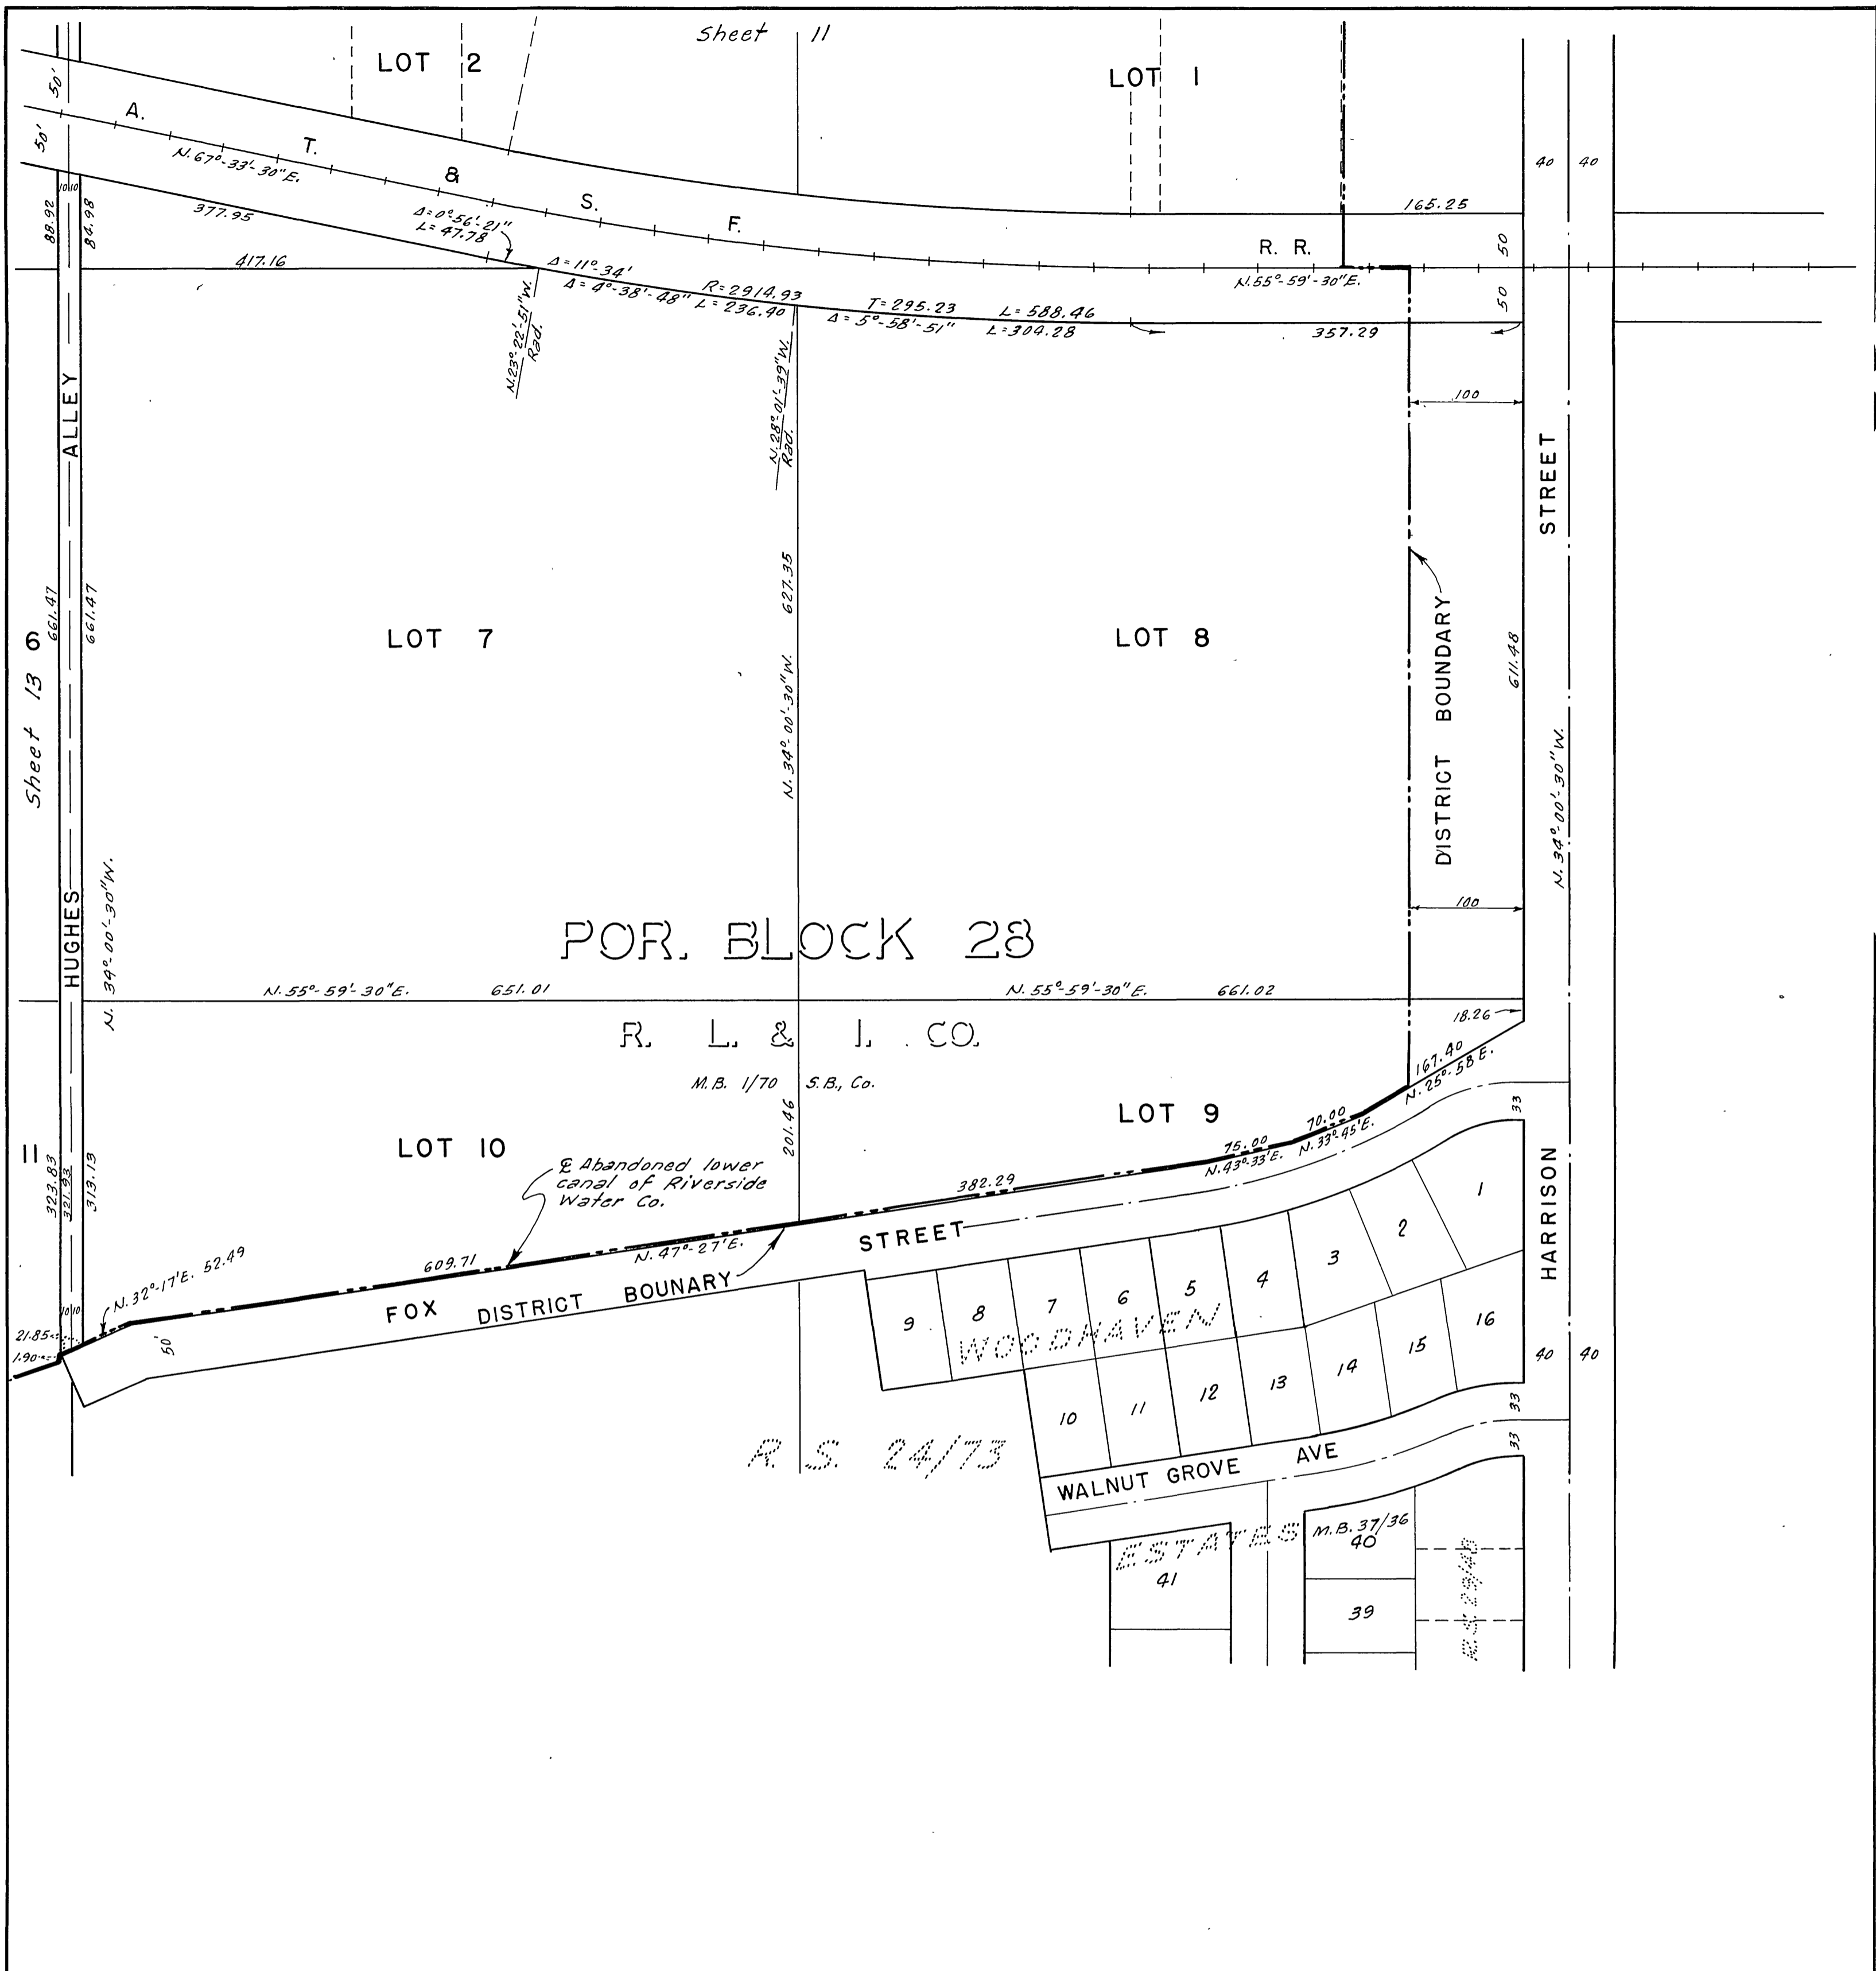 Sheet 11
LOT 2
LOT 1
50'
50'
A. T. & S. F. R. R.
N. 67°-33'-30" E.
10 10
88.92
84.98
377.95
Δ = 0°-56'-21"
L = 47.78
417.16
Δ = 11°-34'
R = 2914.93
T = 295.23
L = 588.46
Δ = 4°-38'-48" L = 236.40
Δ = 5°-58'-51"
L = 304.28
357.29
N. 55°-59'-30" E.
165.25
50
50
40 40
N. 23°-22'-51" W.
Rad.
N. 28°-01'-39" W.
Rad.
100
STREET
ALLEY
661.47
661.47
6
Sheet 13
LOT 7
627.35
N. 34°-00'-30" W.
LOT 8
DISTRICT BOUNDARY
611.48
N. 34°-00'-30" W.
HUGHES
N. 34°-00'-30" W.
100
POR. BLOCK 28
N. 55°-59'-30" E. 651.01
N. 55°-59'-30" E. 661.02
R. L. & I. CO.
M.B. 1/70 S.B., Co.
18.26
167.40
N. 25°-58' E.
201.46
LOT 9
70.00
N. 33°-45' E.
75.00
N. 43°-33' E.
33
11
LOT 10
℄ Abandoned lower
canal of Riverside
Water Co.
323.83
321.93
313.13
382.29
STREET
HARRISON
N. 32°-17' E. 52.49
609.71
N. 47°-27' E.
FOX DISTRICT BOUNARY
10 10
21.85
1.90
50'
1
2
3
4
5
6
7
8
9
WOODHAVEN
16
15
14
13
12
11
10
40 40
33
33
R. S. 24/73
WALNUT GROVE AVE
ESTATES
M.B. 37/36
40
41
39